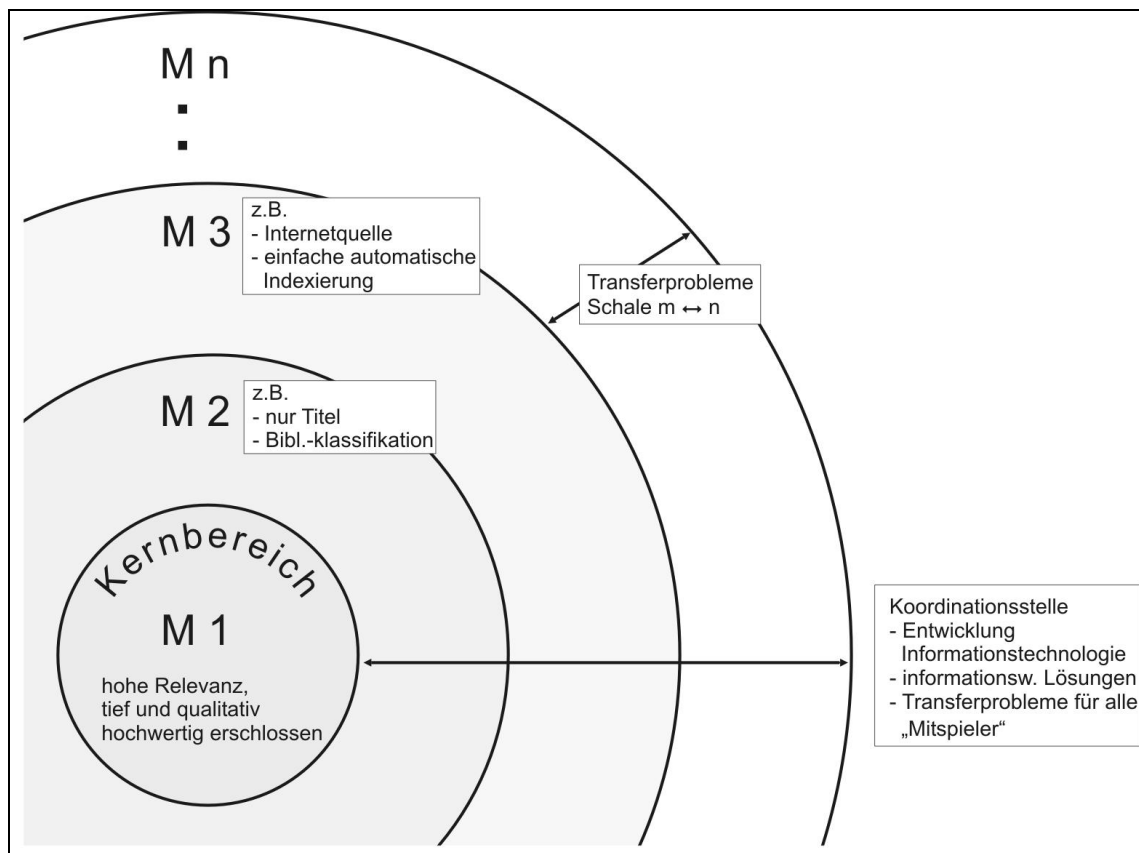 M n
M 3
z.B.
- Internetquelle
- einfache automatische
Indexierung
Transferprobleme
Schale m ↔ n
M 2
z.B.
- nur Titel
- Bibl.-klassifikation
Kernbereich
M 1
hohe Relevanz,
tief und qualitativ
hochwertig erschlossen
Koordinationsstelle
- Entwicklung
Informationstechnologie
- informationsw. Lösungen
- Transferprobleme für alle
„Mitspieler“